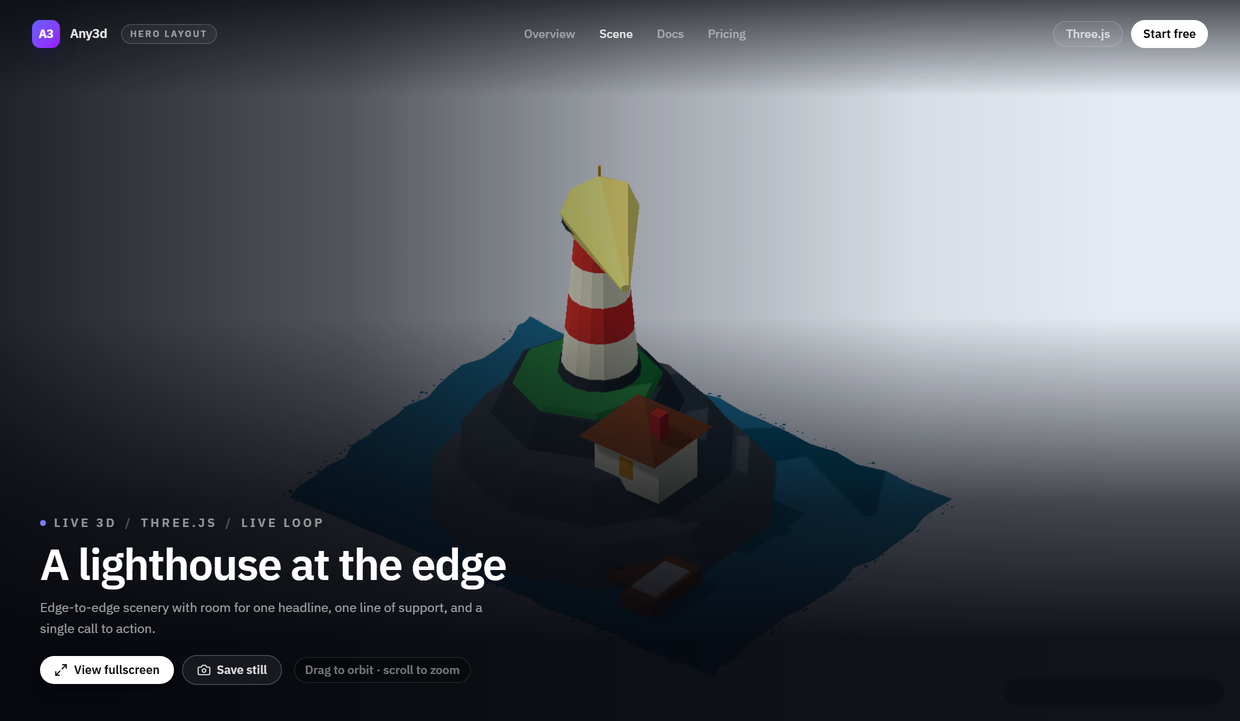 A3 Any3d HERO LAYOUT Overview Scene Docs Pricing Three.js Start free
LIVE 3D / THREE.JS / LIVE LOOP
A lighthouse at the edge
Edge-to-edge scenery with room for one headline, one line of support, and a
single call to action.
View fullscreen Save still Drag to orbit · scroll to zoom